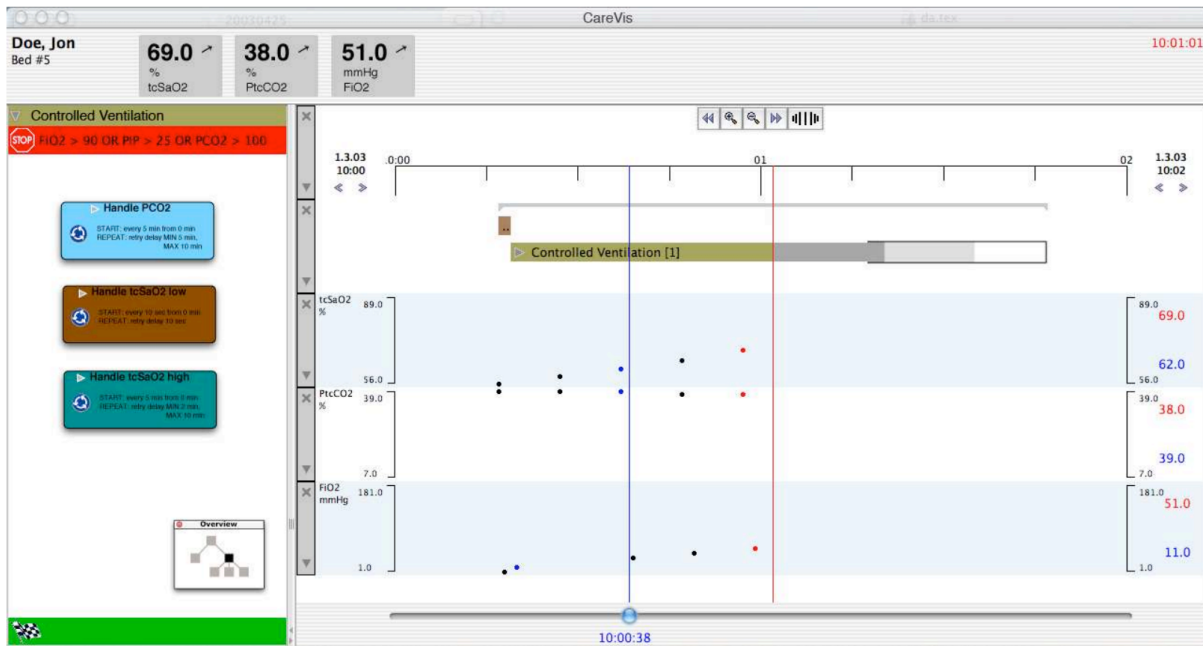 20030425
CareVis
da.tex
Doe, Jon
Bed #5
69.0
%
tcSaO2
38.0
%
PtcCO2
51.0
mmHg
FiO2
10:01:01
Controlled Ventilation
STOP FiO2 > 90 OR PIP > 25 OR PCO2 > 100
Handle PCO2
START: every 5 min from 0 min
REPEAT: retry delay MIN 5 min,
MAX 10 min
Handle tcSaO2 low
START: every 10 sec from 0 min
REPEAT: retry delay 10 sec
Handle tcSaO2 high
REPEAT: retry delay MIN 2 min,
MAX 10 min
Overview
1.3.03
10:00
.0:00
01
02
1.3.03
10:02
..
Controlled Ventilation [1]
tcSaO2
%
89.0
56.0
89.0
69.0
62.0
56.0
PtcCO2
%
39.0
7.0
39.0
38.0
39.0
7.0
FiO2
mmHg
181.0
1.0
181.0
51.0
11.0
1.0
10:00:38